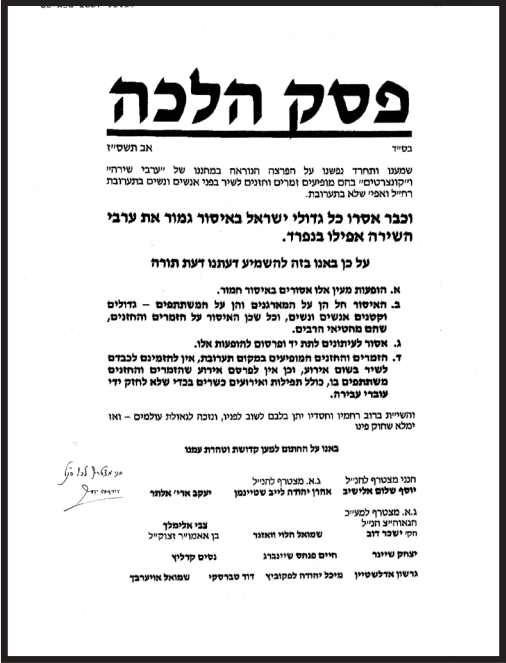 פסק הלכה
בס"ד
אב תשס"ז
שמענו ותחרד נפשנו על הפרצה הנוראה במחננו של "ערבי שירה"
ו"קונצרטים" בהם מופיעים זמרים וחזנים לשיר בפני אנשים ונשים בתערובת
רח"ל ואפי' שלא בתערובת.
וכבר אסרו כל גדולי ישראל באיסור גמור את ערבי
השירה אפילו בנפרד.
על כן באנו בזה להשמיע דעתנו דעת תורה
א. הופעות מעין אלו אסורים באיסור חמור.
ב. האיסור חל הן על המארגנים והן על המשתתפים – גדולים
וקטנים אנשים ונשים, וכל שכן האיסור על הזמרים והחזנים,
שהם מחטיאי הרבים.
ג. אסור לעיתונים לתת יד ופרסום להופעות אלו.
ד. הזמרים והחזנים המופיעים במקום תערובת, אין להזמינם לכבדם
לשיר בשום אירוע, וכן אין לפרסם אירוע שהזמרים והחזנים
משתתפים בו, כולל תפילות ואירועים כשרים בכדי שלא לחזק ידי
עוברי עבירה.
והשי"ת ברוב רחמיו וחסדיו יתן בלבם לשוב לפניו, ונזכה לגאולת עולמים – ואז
ימלא שחוק פינו
באנו על החתום למען קדושת וטהרת עמנו
הנני מצטרף להנ"ל
יוסף שלום אלישיב
ג.א. מצטרף להנ"ל
אהרן יהודה לייב שטיינמן
יעקב ארי' אלתר
ג.א. מצטרף למע"כ
הגאוה"צ הנ"ל
הק' ישכר דוב
שמואל הלוי וואזנר
צבי אלימלך
בן אאמו"ר זצוק"ל
יצחק שיינר
חיים פנחס שיינברג
נסים קרליץ
גרשון אדלשטיין
מיכל יהודה לפקוביץ
דוד טברסקי
שמואל אויערבך